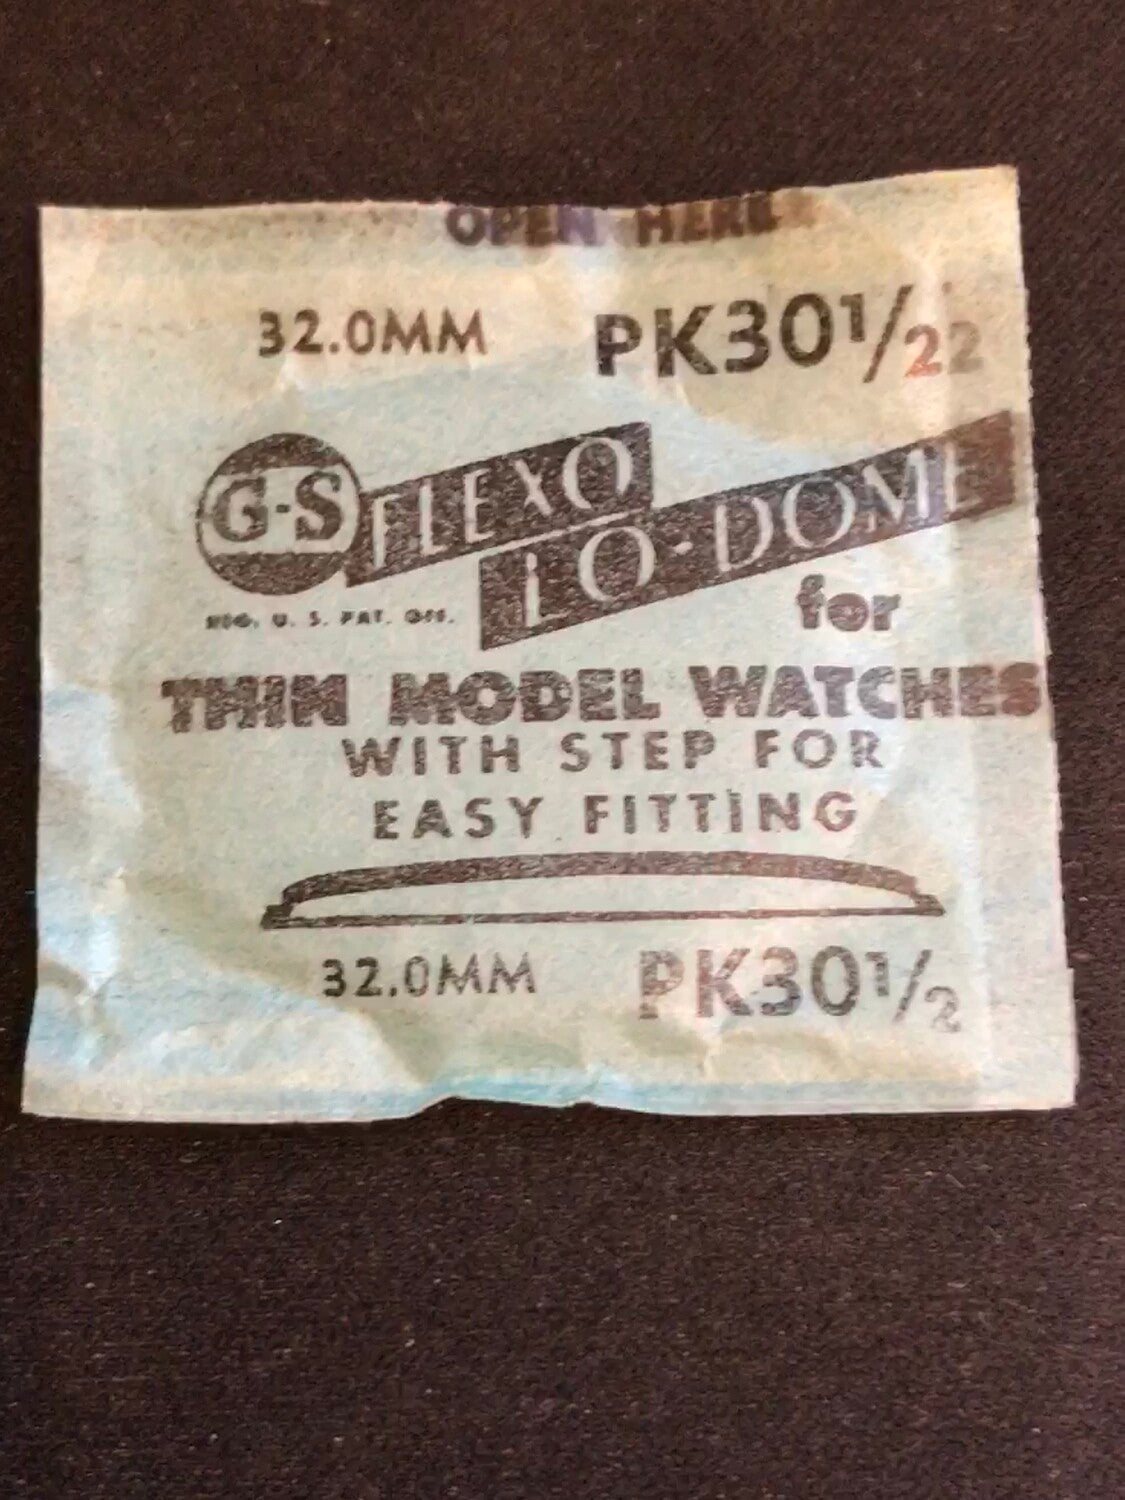 OPEN HERE
32.0MM PK30 1/22
G-S FLEXO
LO-DOME
REG. U. S. PAT. OFF.
for
THIN MODEL WATCHES
WITH STEP FOR
EASY FITTING
32.0MM PK30 1/2